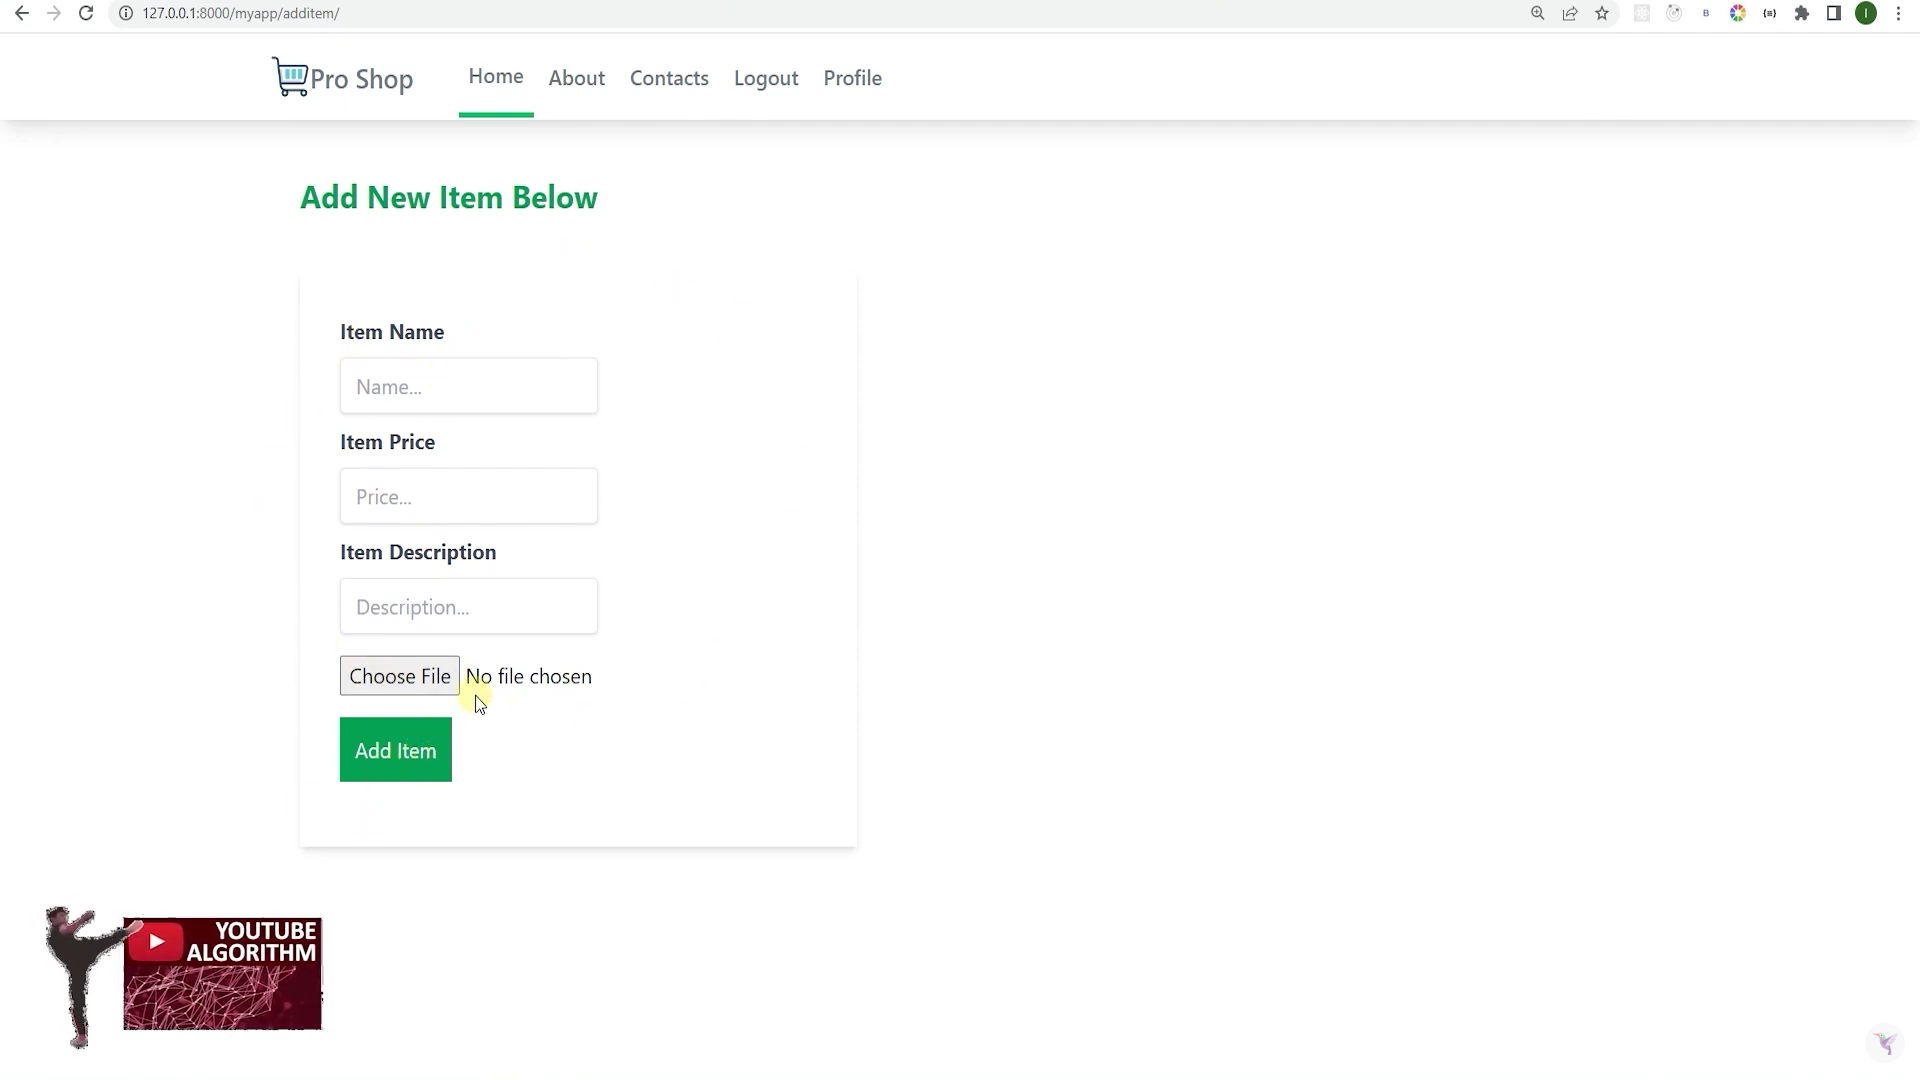 127.0.0.1:8000/myapp/additem/
B
{≡}
I
Pro Shop
Home
About
Contacts
Logout
Profile
Add New Item Below
Item Name
Name...
Item Price
Price...
Item Description
Description...
Choose File
No file chosen
Add Item
YOUTUBE
ALGORITHM